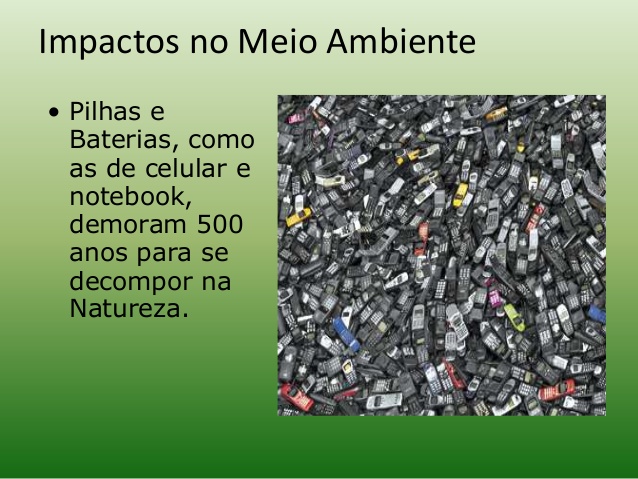 Impactos no Meio Ambiente
• Pilhas e
Baterias, como
as de celular e
notebook,
demoram 500
anos para se
decompor na
Natureza.